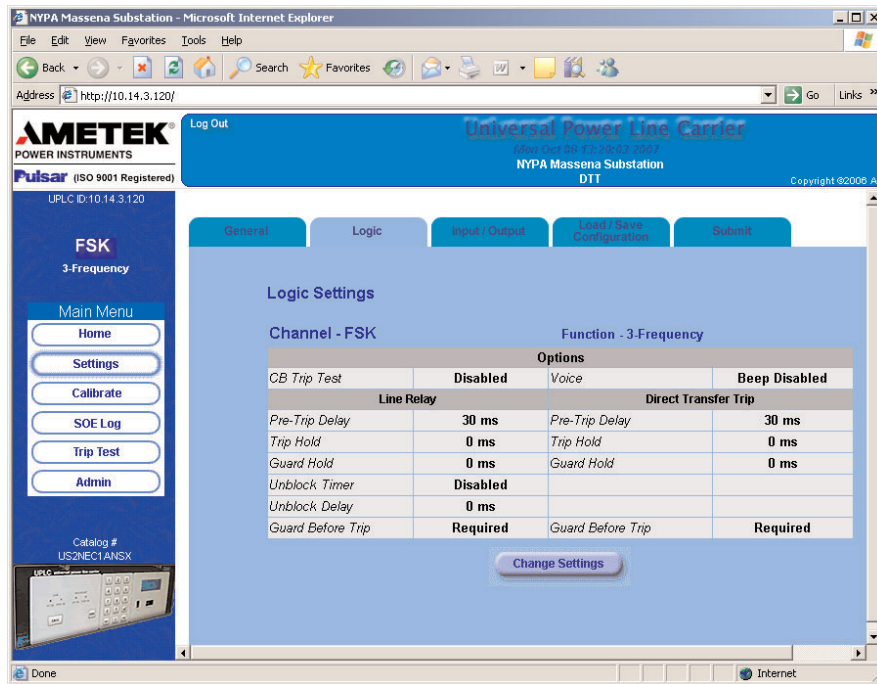 NYPA Massena Substation - Microsoft Internet Explorer
File Edit View Favorites Tools Help
Back Search Favorites
Address http://10.14.3.120/ Go Links »
AMETEK®
POWER INSTRUMENTS
Pulsar (ISO 9001 Registered)
Log Out
Universal Power Line Carrier
NYPA Massena Substation
DTT
Copyright ©2006 A
UPLC ID:10.14.3.120
FSK
3-Frequency
Main Menu
Home
Settings
Calibrate
SOE Log
Trip Test
Admin
Catalog #
US2NEC1ANSX
UPLC
General Logic Input / Output Load / Save Configuration Submit
Logic Settings
Channel - FSK Function - 3-Frequency
Options
CB Trip Test Disabled Voice Beep Disabled
Line Relay Direct Transfer Trip
Pre-Trip Delay 30 ms Pre-Trip Delay 30 ms
Trip Hold 0 ms Trip Hold 0 ms
Guard Hold 0 ms Guard Hold 0 ms
Unblock Timer Disabled
Unblock Delay 0 ms
Guard Before Trip Required Guard Before Trip Required
Change Settings
Done Internet